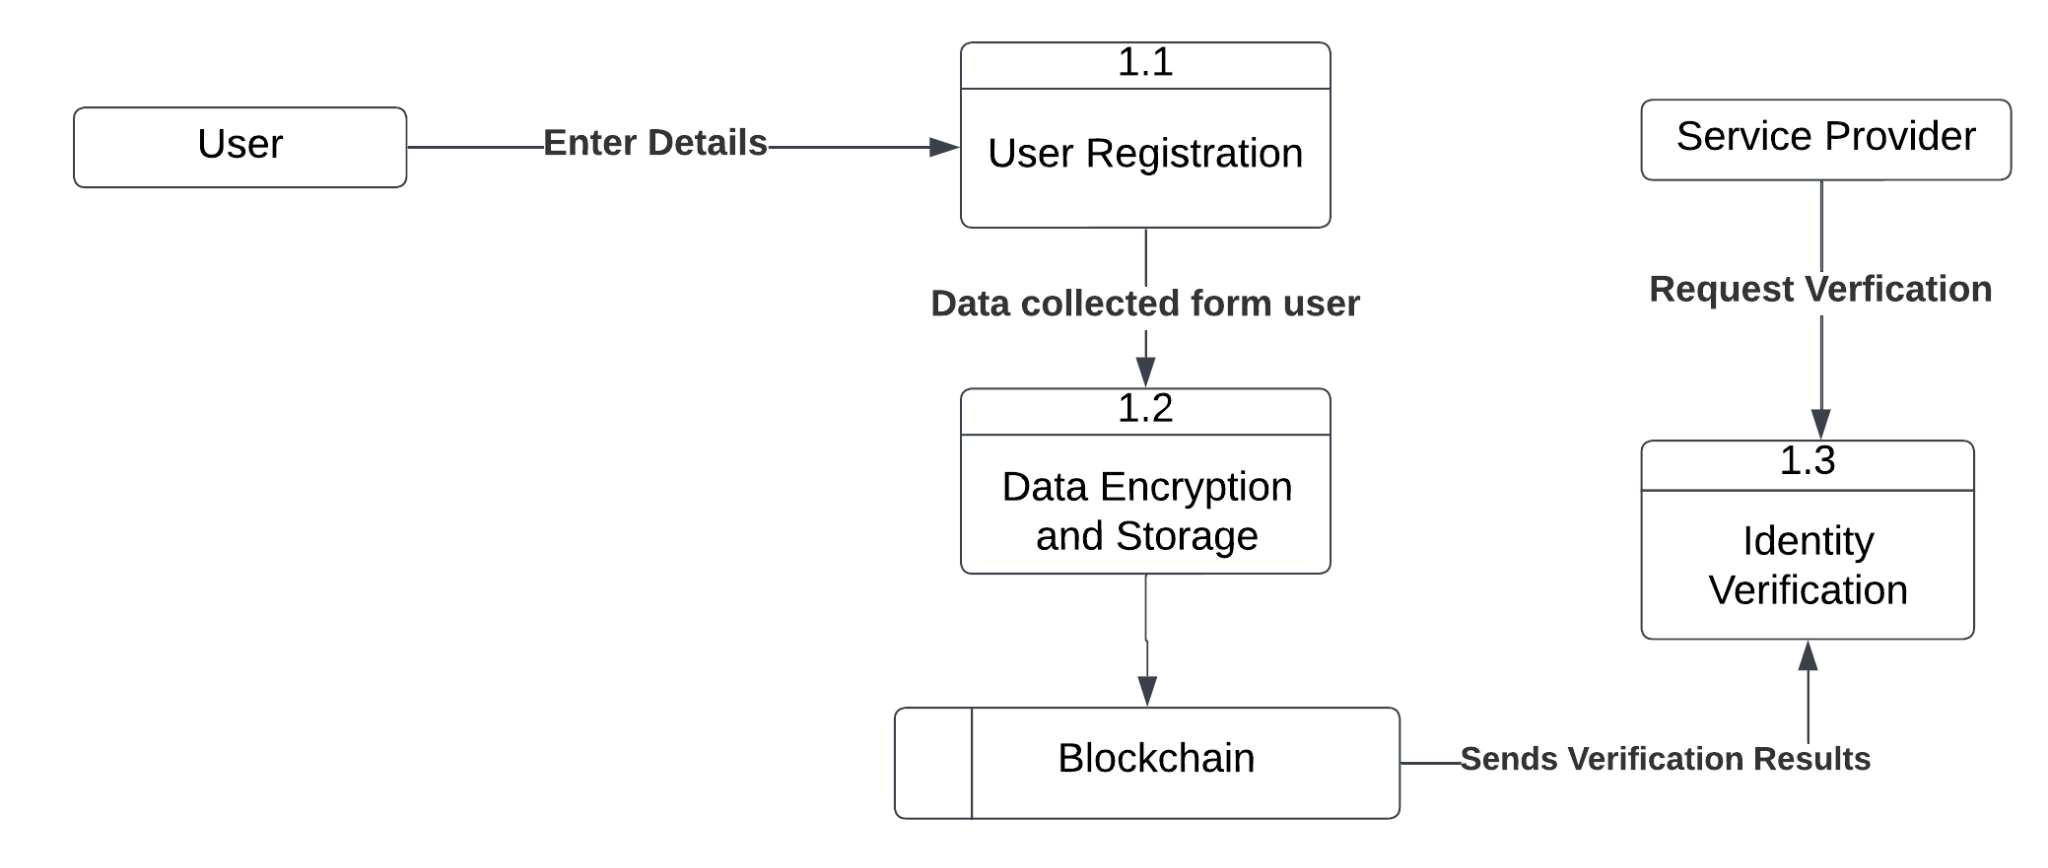 1.1
User
Enter Details
User Registration
Service Provider
Data collected form user
Request Verfication
1.2
Data Encryption
and Storage
1.3
Identity
Verification
Blockchain
Sends Verification Results